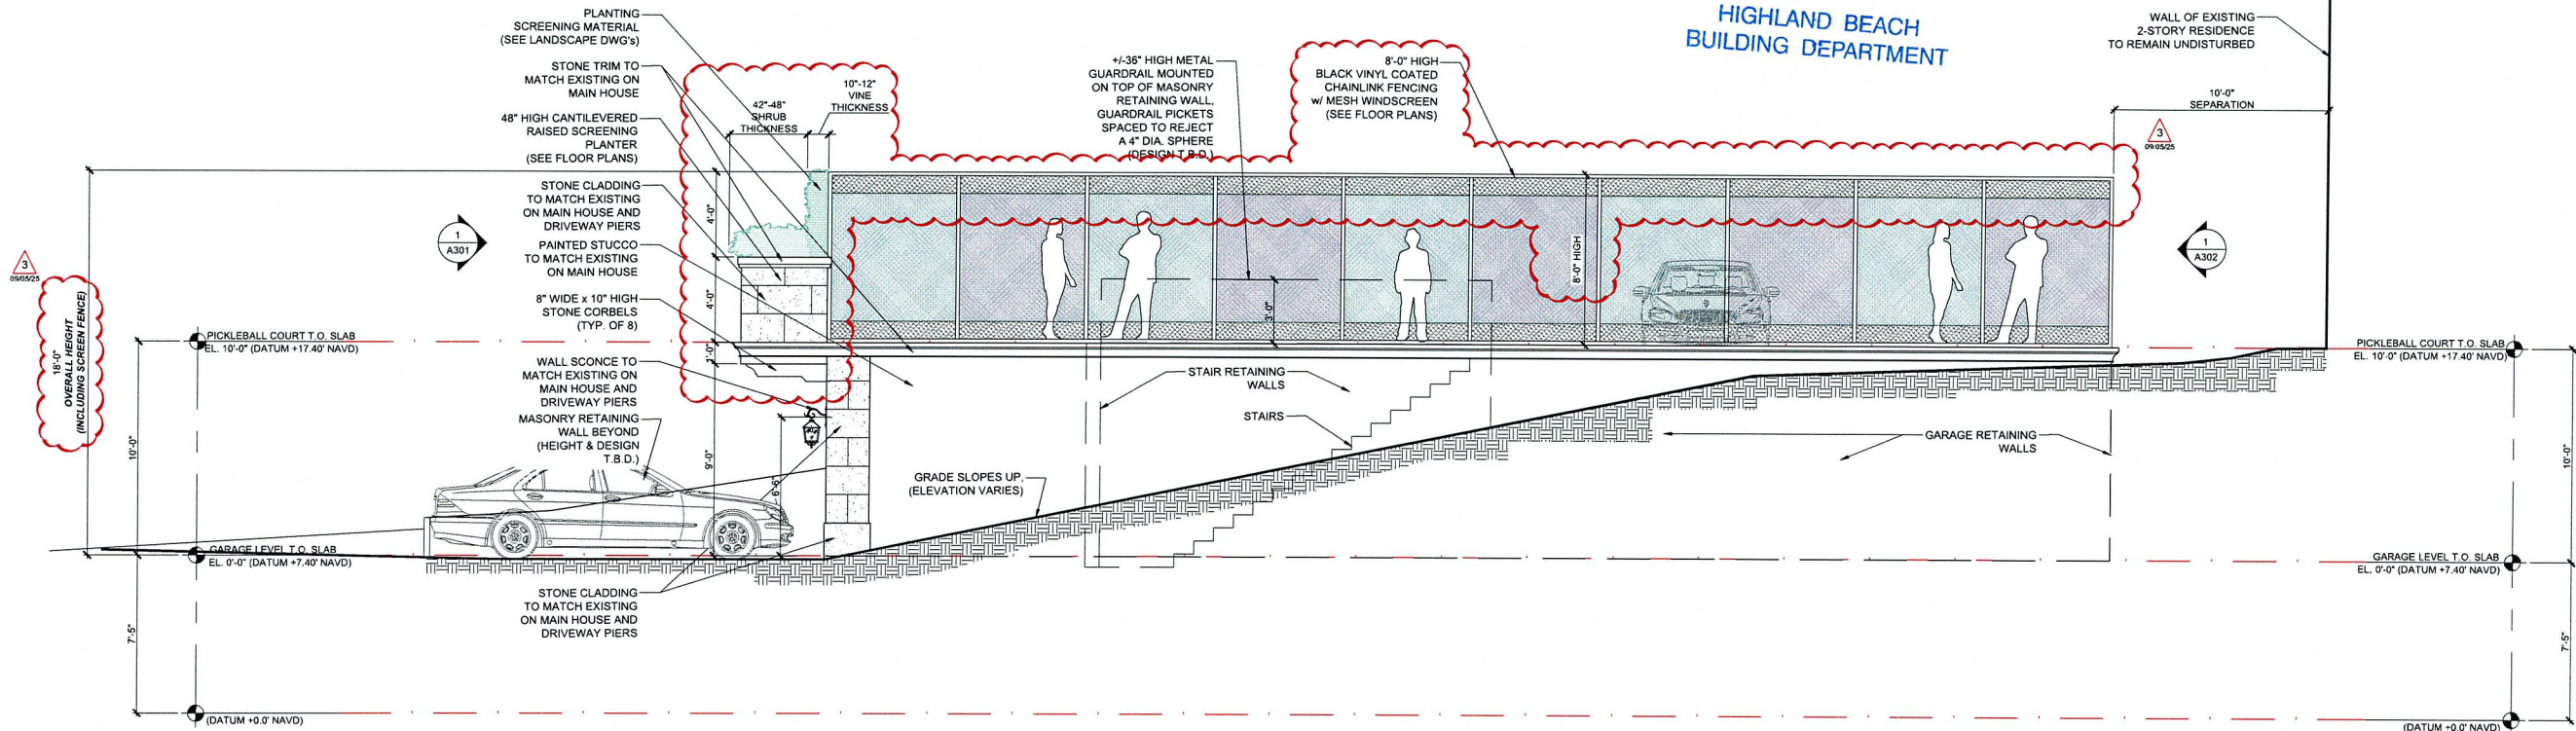 HIGHLAND BEACH
BUILDING DEPARTMENT
PLANTING
SCREENING MATERIAL
(SEE LANDSCAPE DWG's)
STONE TRIM TO
MATCH EXISTING ON
MAIN HOUSE
48" HIGH CANTILEVERED
RAISED SCREENING
PLANTER
(SEE FLOOR PLANS)
STONE CLADDING
TO MATCH EXISTING
ON MAIN HOUSE AND
DRIVEWAY PIERS
PAINTED STUCCO
TO MATCH EXISTING
ON MAIN HOUSE
8" WIDE x 10" HIGH
STONE CORBELS
(TYP. OF 8)
WALL SCONCE TO
MATCH EXISTING ON
MAIN HOUSE AND
DRIVEWAY PIERS
MASONRY RETAINING
WALL BEYOND
(HEIGHT & DESIGN
T.B.D.)
STONE CLADDING
TO MATCH EXISTING
ON MAIN HOUSE AND
DRIVEWAY PIERS
42"-48"
SHRUB
THICKNESS
10"-12"
VINE
THICKNESS
+/-36" HIGH METAL
GUARDRAIL MOUNTED
ON TOP OF MASONRY
RETAINING WALL,
GUARDRAIL PICKETS
SPACED TO REJECT
A 4" DIA. SPHERE
(DESIGN T.B.D.)
8'-0" HIGH
BLACK VINYL COATED
CHAINLINK FENCING
w/ MESH WINDSCREEN
(SEE FLOOR PLANS)
WALL OF EXISTING
2-STORY RESIDENCE
TO REMAIN UNDISTURBED
10'-0"
SEPARATION
3
09/05/25
1
A301
1
A302
3
09/05/25
18'-0"
OVERALL HEIGHT
(INCLUDING SCREEN FENCE)
4'-0"
4'-0"
1'-0"
9'-0"
6'-6"
3'-0"
8'-0" HIGH
PICKLEBALL COURT T.O. SLAB
EL. 10'-0" (DATUM +17.40' NAVD)
10'-0"
GARAGE LEVEL T.O. SLAB
EL. 0'-0" (DATUM +7.40' NAVD)
7'-5"
(DATUM +0.0' NAVD)
STAIR RETAINING
WALLS
STAIRS
GRADE SLOPES UP,
(ELEVATION VARIES)
GARAGE RETAINING
WALLS
PICKLEBALL COURT T.O. SLAB
EL. 10'-0" (DATUM +17.40' NAVD)
10'-0"
GARAGE LEVEL T.O. SLAB
EL. 0'-0" (DATUM +7.40' NAVD)
7'-5"
(DATUM +0.0' NAVD)